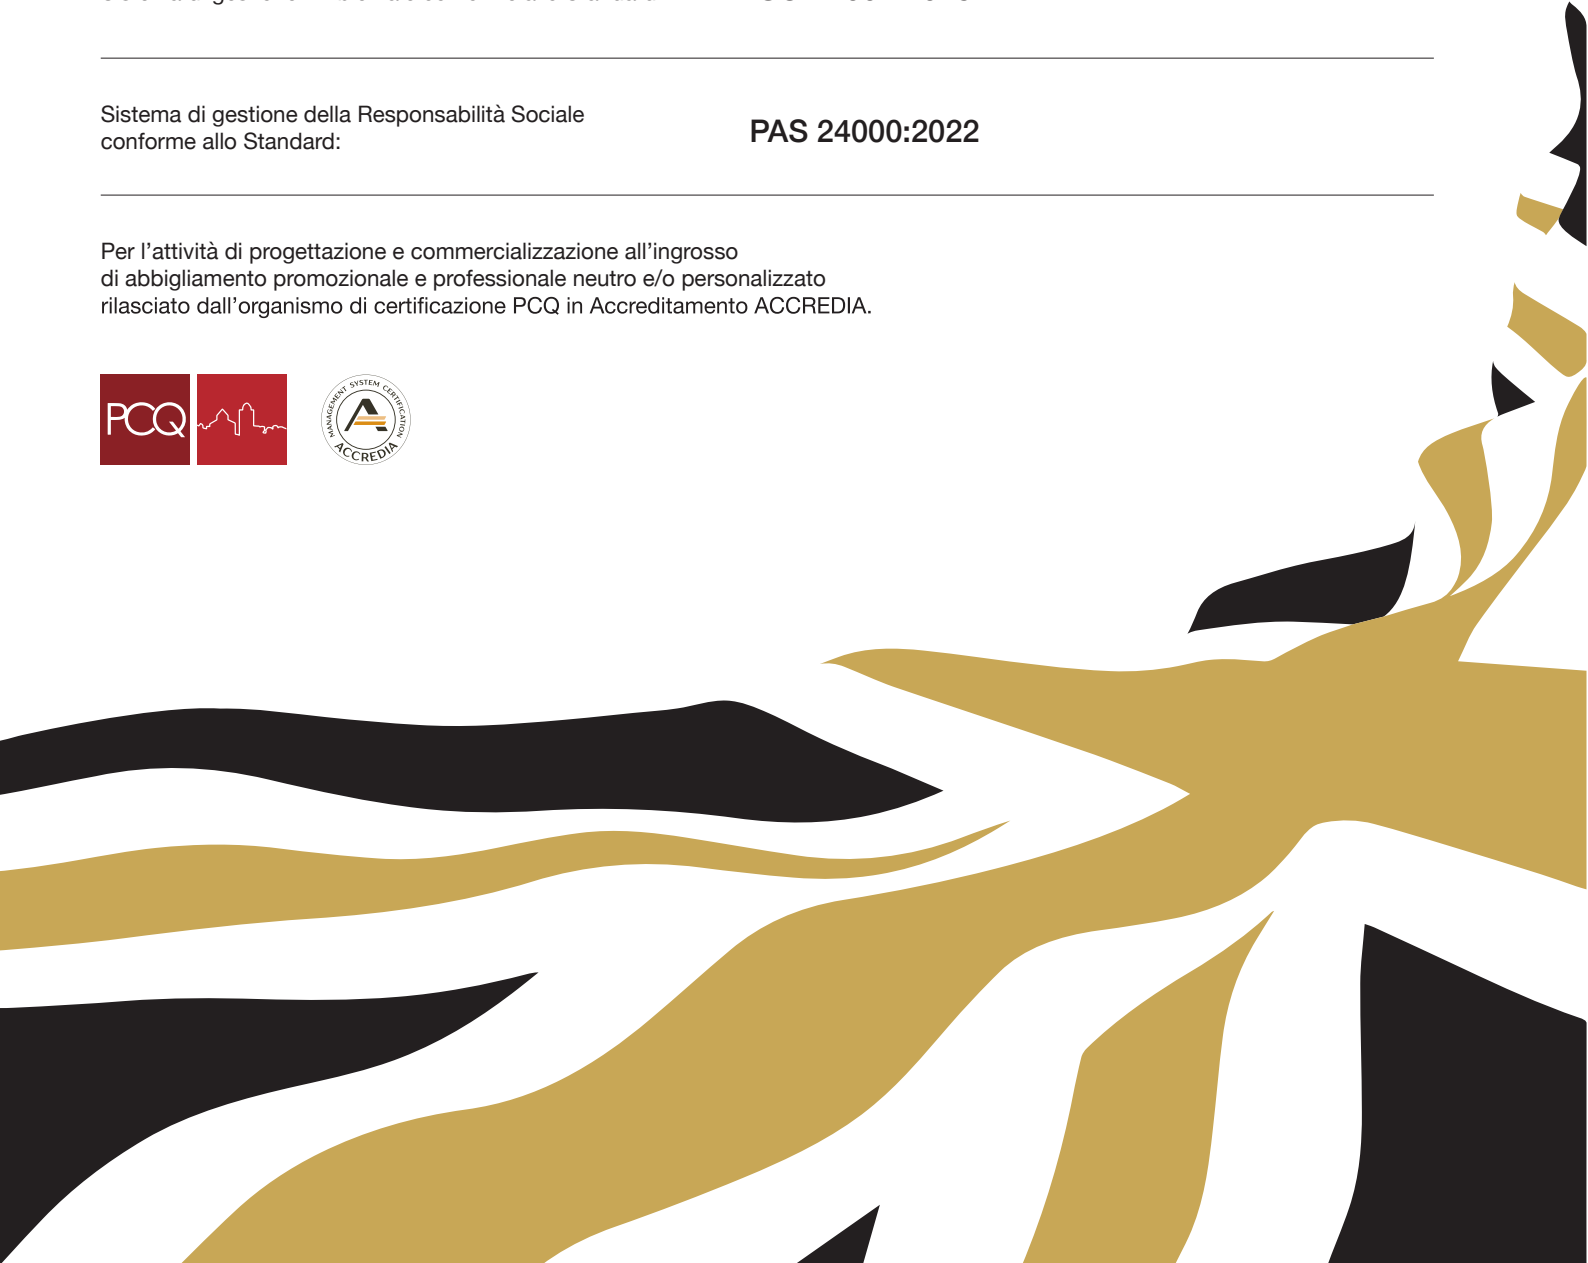 Sistema di gestione della Responsabilità Sociale
conforme allo Standard:
PAS 24000:2022
Per l'attività di progettazione e commercializzazione all'ingrosso
di abbigliamento promozionale e professionale neutro e/o personalizzato
rilasciato dall'organismo di certificazione PCQ in Accreditamento ACCREDIA.
PCQ
MANAGEMENT SYSTEM CERTIFICATION
ACCREDIA